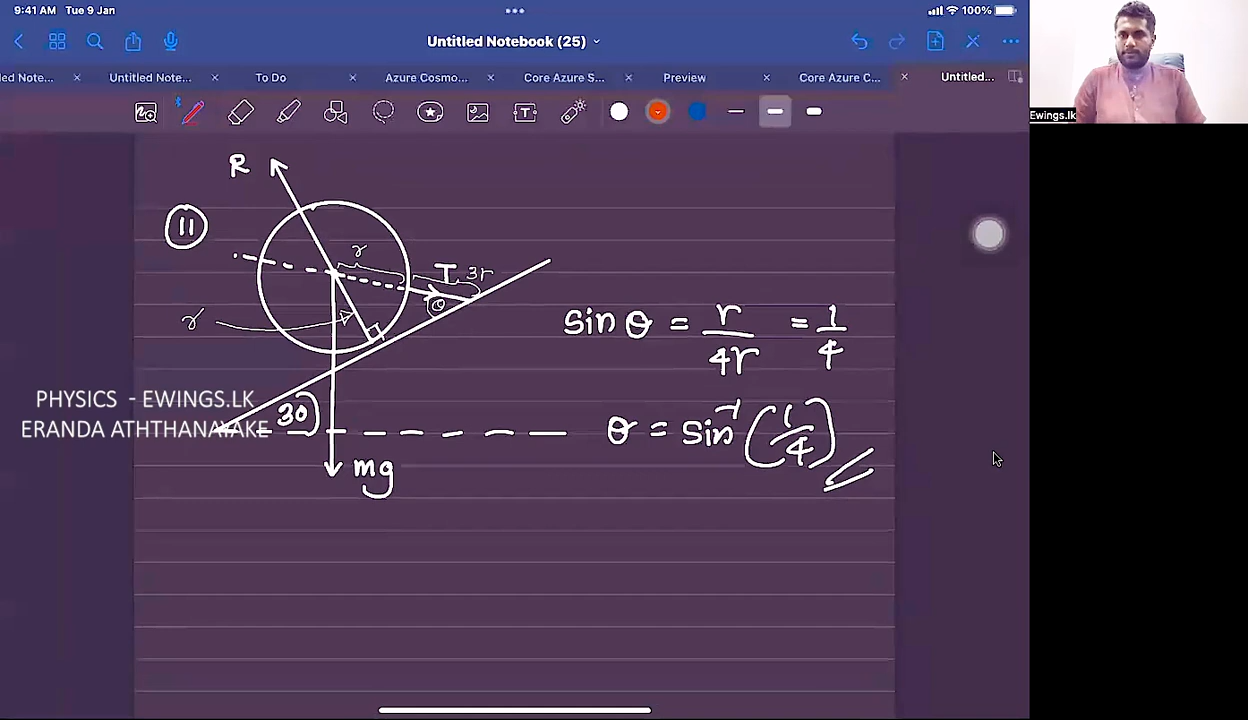 9:41 AM Tue 9 Jan
100%
Untitled Notebook (25)
led Note...
Untitled Note...
To Do
Azure Cosmo...
Core Azure S...
Preview
Core Azure C...
Untitled...
Ewings.lk
R
11
r
T
3r
θ
r
Sin θ = r/4r = 1/4
PHYSICS - EWINGS.LK
30
ERANDA ATHTHANAYAKE
θ = Sin⁻¹ (1/4)
mg